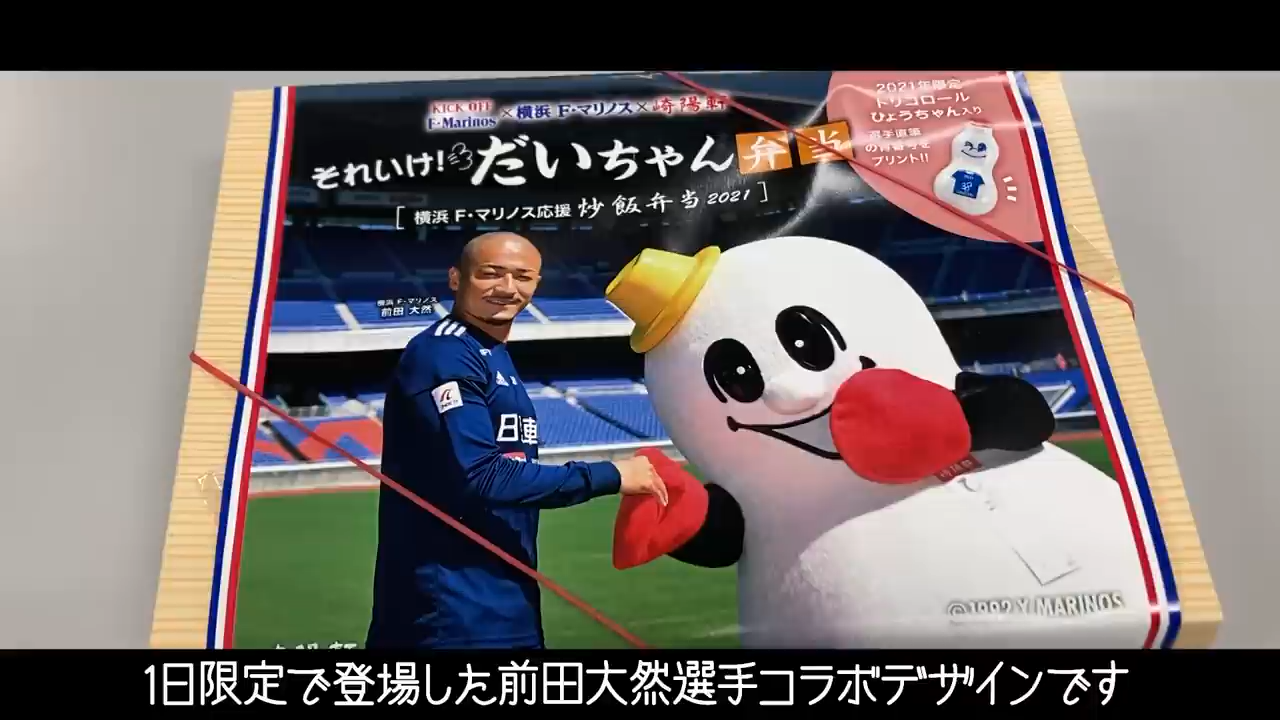 KICK OFF
F・Marinos × 横浜 F・マリノス × 崎陽軒
それいけ!だいちゃん弁当
[ 横浜 F・マリノス応援 炒飯弁当 2021 ]
2021年限定
トリコロール
ひょうちゃん入り
選手直筆
の背番号を
プリント!!
横浜 F・マリノス
前田 大然
©1992 Y.MARINOS
1日限定で登場した前田大然選手コラボデザインです